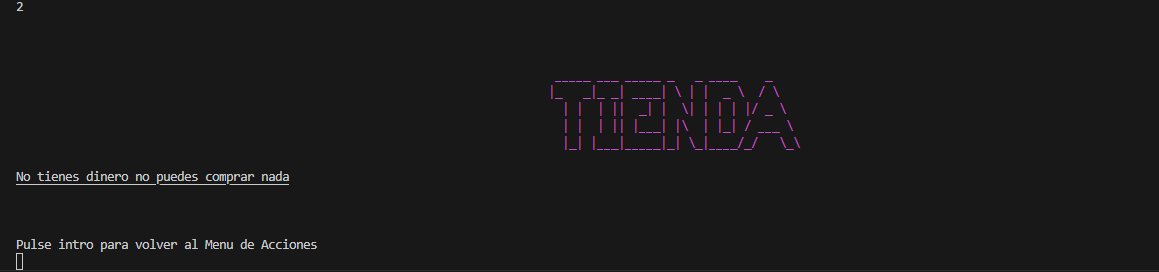 2
TIENDA
No tienes dinero no puedes comprar nada
Pulse intro para volver al Menu de Acciones